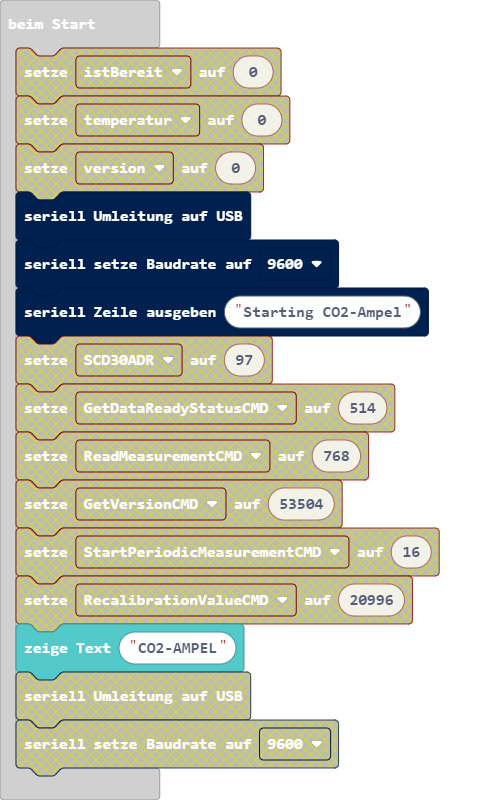 beim Start
setze istBereit auf 0
setze temperatur auf 0
setze version auf 0
seriell Umleitung auf USB
seriell setze Baudrate auf 9600
seriell Zeile ausgeben "Starting CO2-Ampel"
setze SCD30ADR auf 97
setze GetDataReadyStatusCMD auf 514
setze ReadMeasurementCMD auf 768
setze GetVersionCMD auf 53504
setze StartPeriodicMeasurementCMD auf 16
setze RecalibrationValueCMD auf 20996
zeige Text "CO2-AMPEL"
seriell Umleitung auf USB
seriell setze Baudrate auf 9600